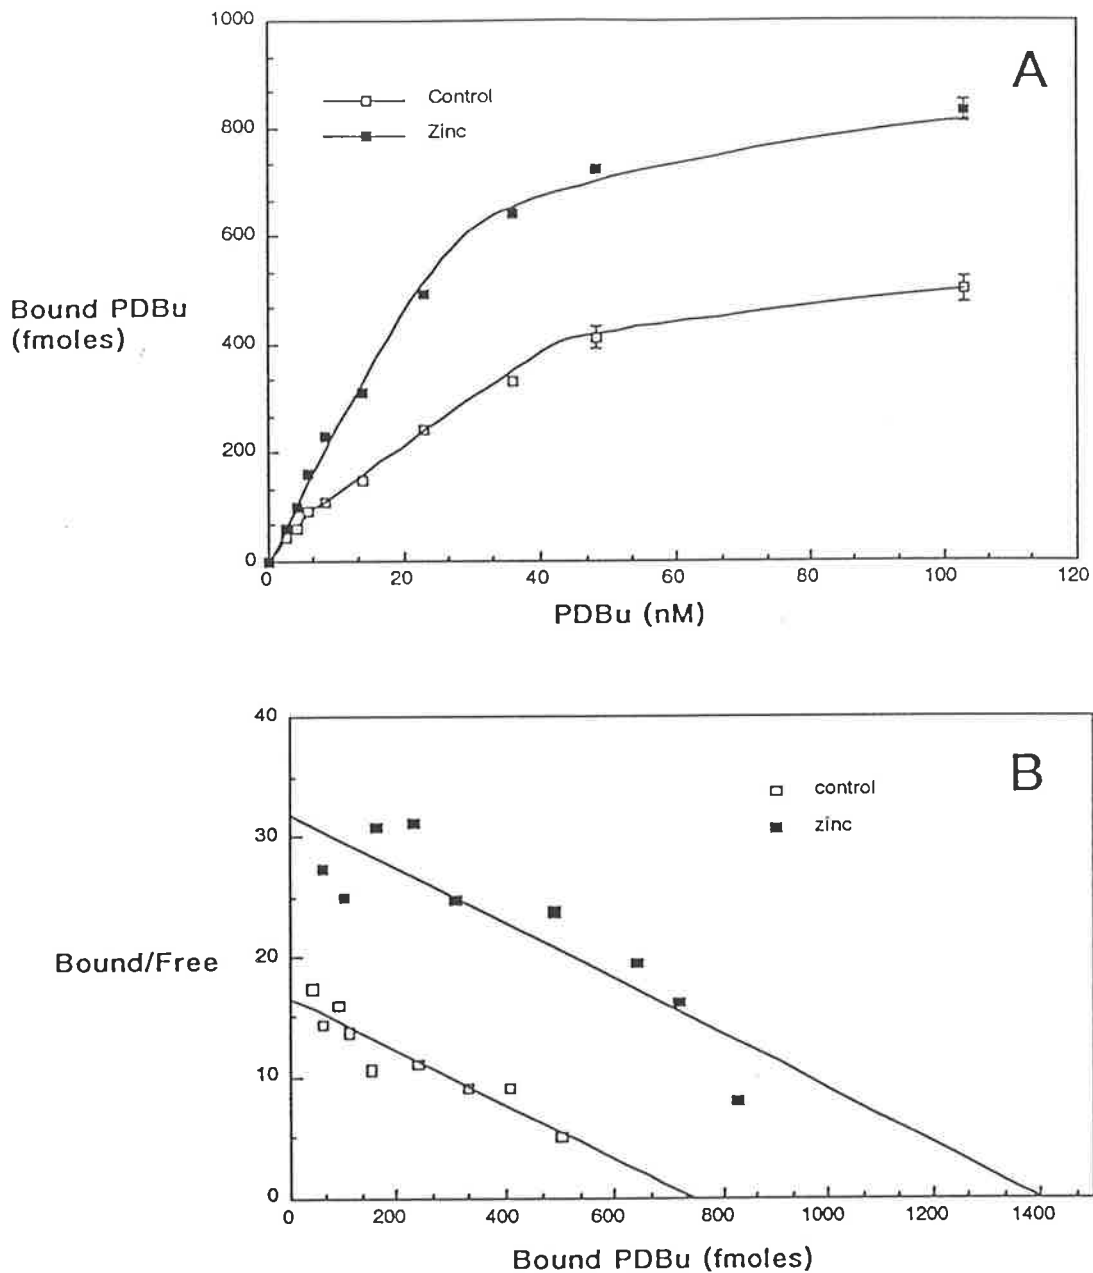 1000
A
Control
Zinc
800
600
Bound PDBu
(fmoles)
400
200
0
0 20 40 60 80 100 120
PDBu (nM)
40
B
control
zinc
30
Bound/Free
20
10
0
0 200 400 600 800 1000 1200 1400
Bound PDBu (fmoles)